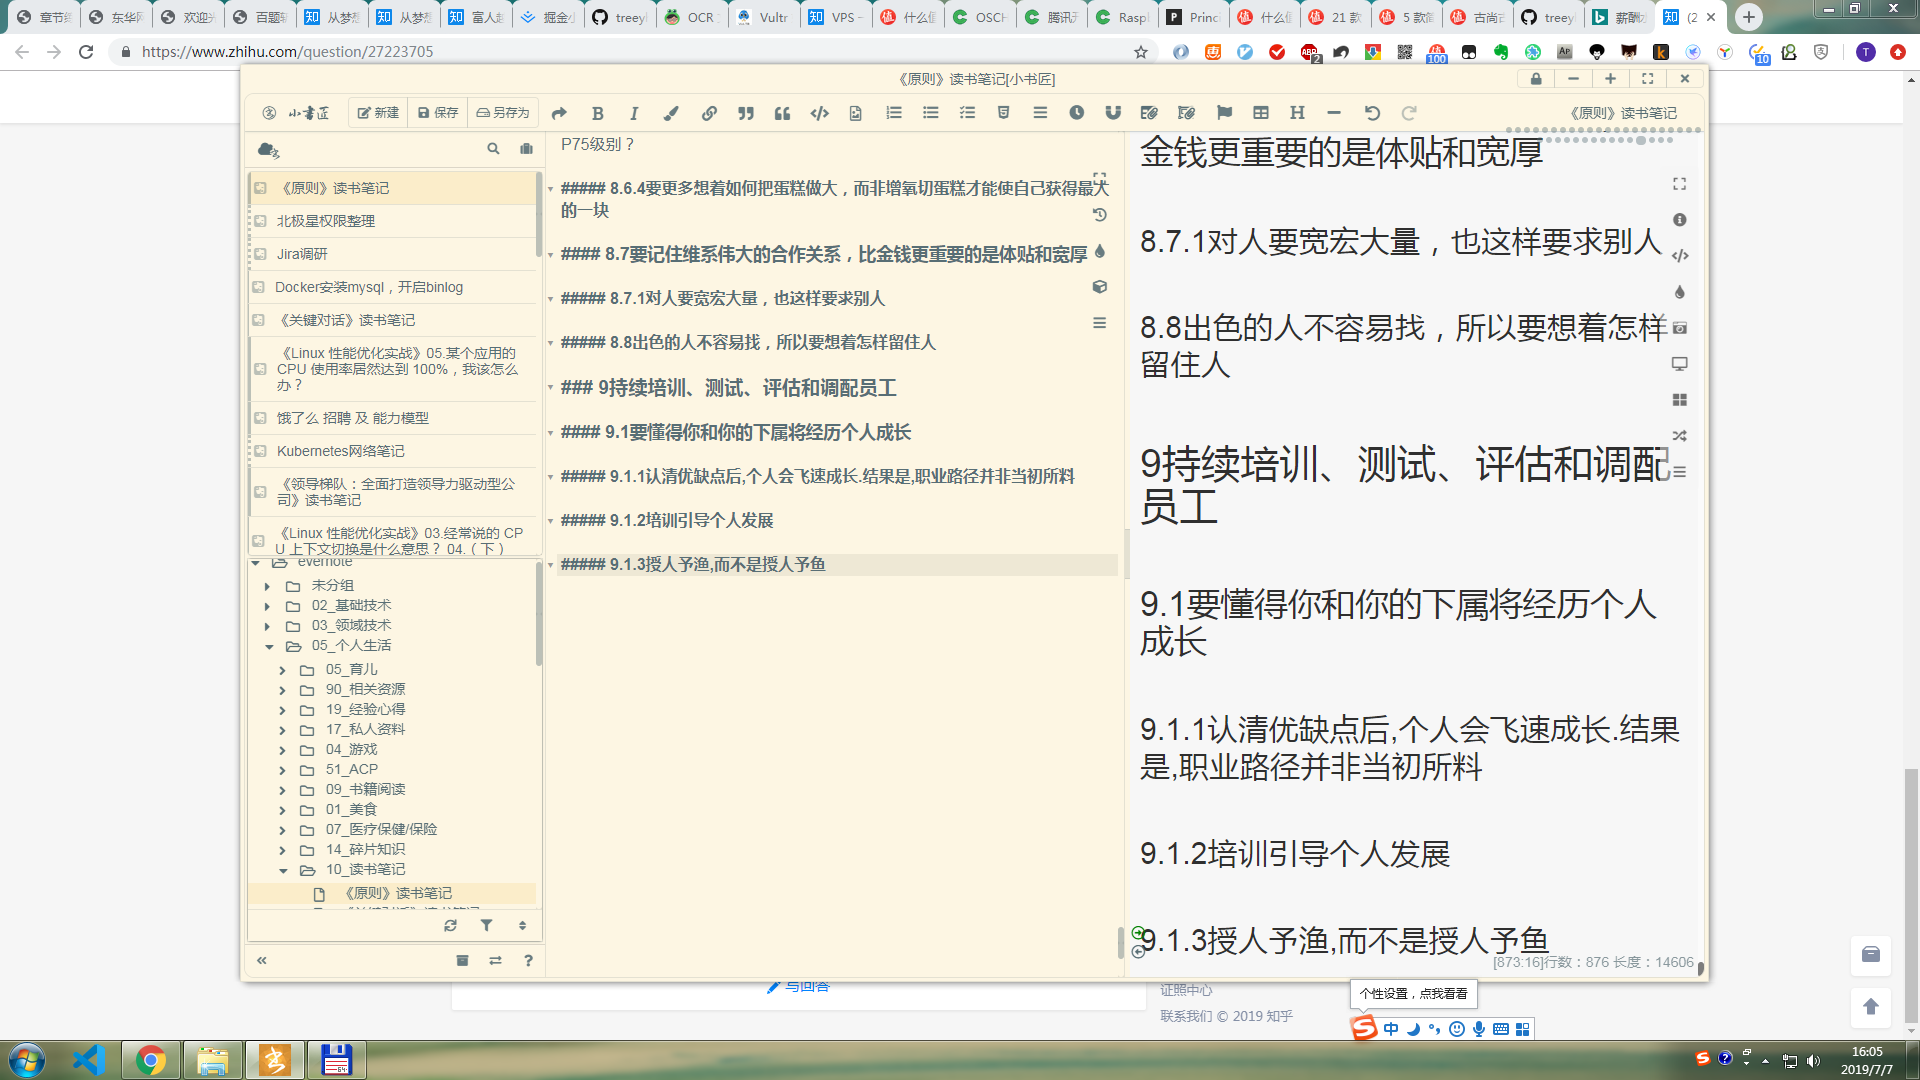 章节练
东华网
欢迎光
百题软
从梦想
从梦想
富人起
掘金小
treeyh
OCR 文
Vultr
VPS -
什么值
OSCH
腾讯开
Raspb
Princi
什么值
21 款
5 款简
古尚古
treeyh
薪酬水
(2
https://www.zhihu.com/question/27223705
2
100
10
T
《原则》读书笔记[小书匠]
小书匠
新建
保存
另存为
《原则》读书笔记
《原则》读书笔记
北极星权限整理
Jira调研
Docker安装mysql，开启binlog
《关键对话》读书笔记
《Linux 性能优化实战》05.某个应用的
CPU 使用率居然达到 100%，我该怎么
办？
饿了么 招聘 及 能力模型
Kubernetes网络笔记
《领导梯队：全面打造领导力驱动型公
司》读书笔记
《Linux 性能优化实战》03.经常说的 CP
U 上下文切换是什么意思？ 04.（下）
evernote
未分组
02_基础技术
03_领域技术
05_个人生活
05_育儿
90_相关资源
19_经验心得
17_私人资料
04_游戏
51_ACP
09_书籍阅读
01_美食
07_医疗保健/保险
14_碎片知识
10_读书笔记
《原则》读书笔记
P75级别？
##### 8.6.4要更多想着如何把蛋糕做大，而非增氧切蛋糕才能使自己获得最大
的一块
#### 8.7要记住维系伟大的合作关系，比金钱更重要的是体贴和宽厚
##### 8.7.1对人要宽宏大量，也这样要求别人
##### 8.8出色的人不容易找，所以要想着怎样留住人
### 9持续培训、测试、评估和调配员工
#### 9.1要懂得你和你的下属将经历个人成长
##### 9.1.1认清优缺点后,个人会飞速成长.结果是,职业路径并非当初所料
##### 9.1.2培训引导个人发展
##### 9.1.3授人予渔,而不是授人予鱼
金钱更重要的是体贴和宽厚
8.7.1对人要宽宏大量，也这样要求别人
8.8出色的人不容易找，所以要想着怎样
留住人
9持续培训、测试、评估和调配
员工
9.1要懂得你和你的下属将经历个人
成长
9.1.1认清优缺点后,个人会飞速成长.结果
是,职业路径并非当初所料
9.1.2培训引导个人发展
9.1.3授人予渔,而不是授人予鱼
[873:16]行数：876 长度：14606
写回答
证照中心
联系我们 © 2019 知乎
个性设置，点我看看
中
16:05
2019/7/7